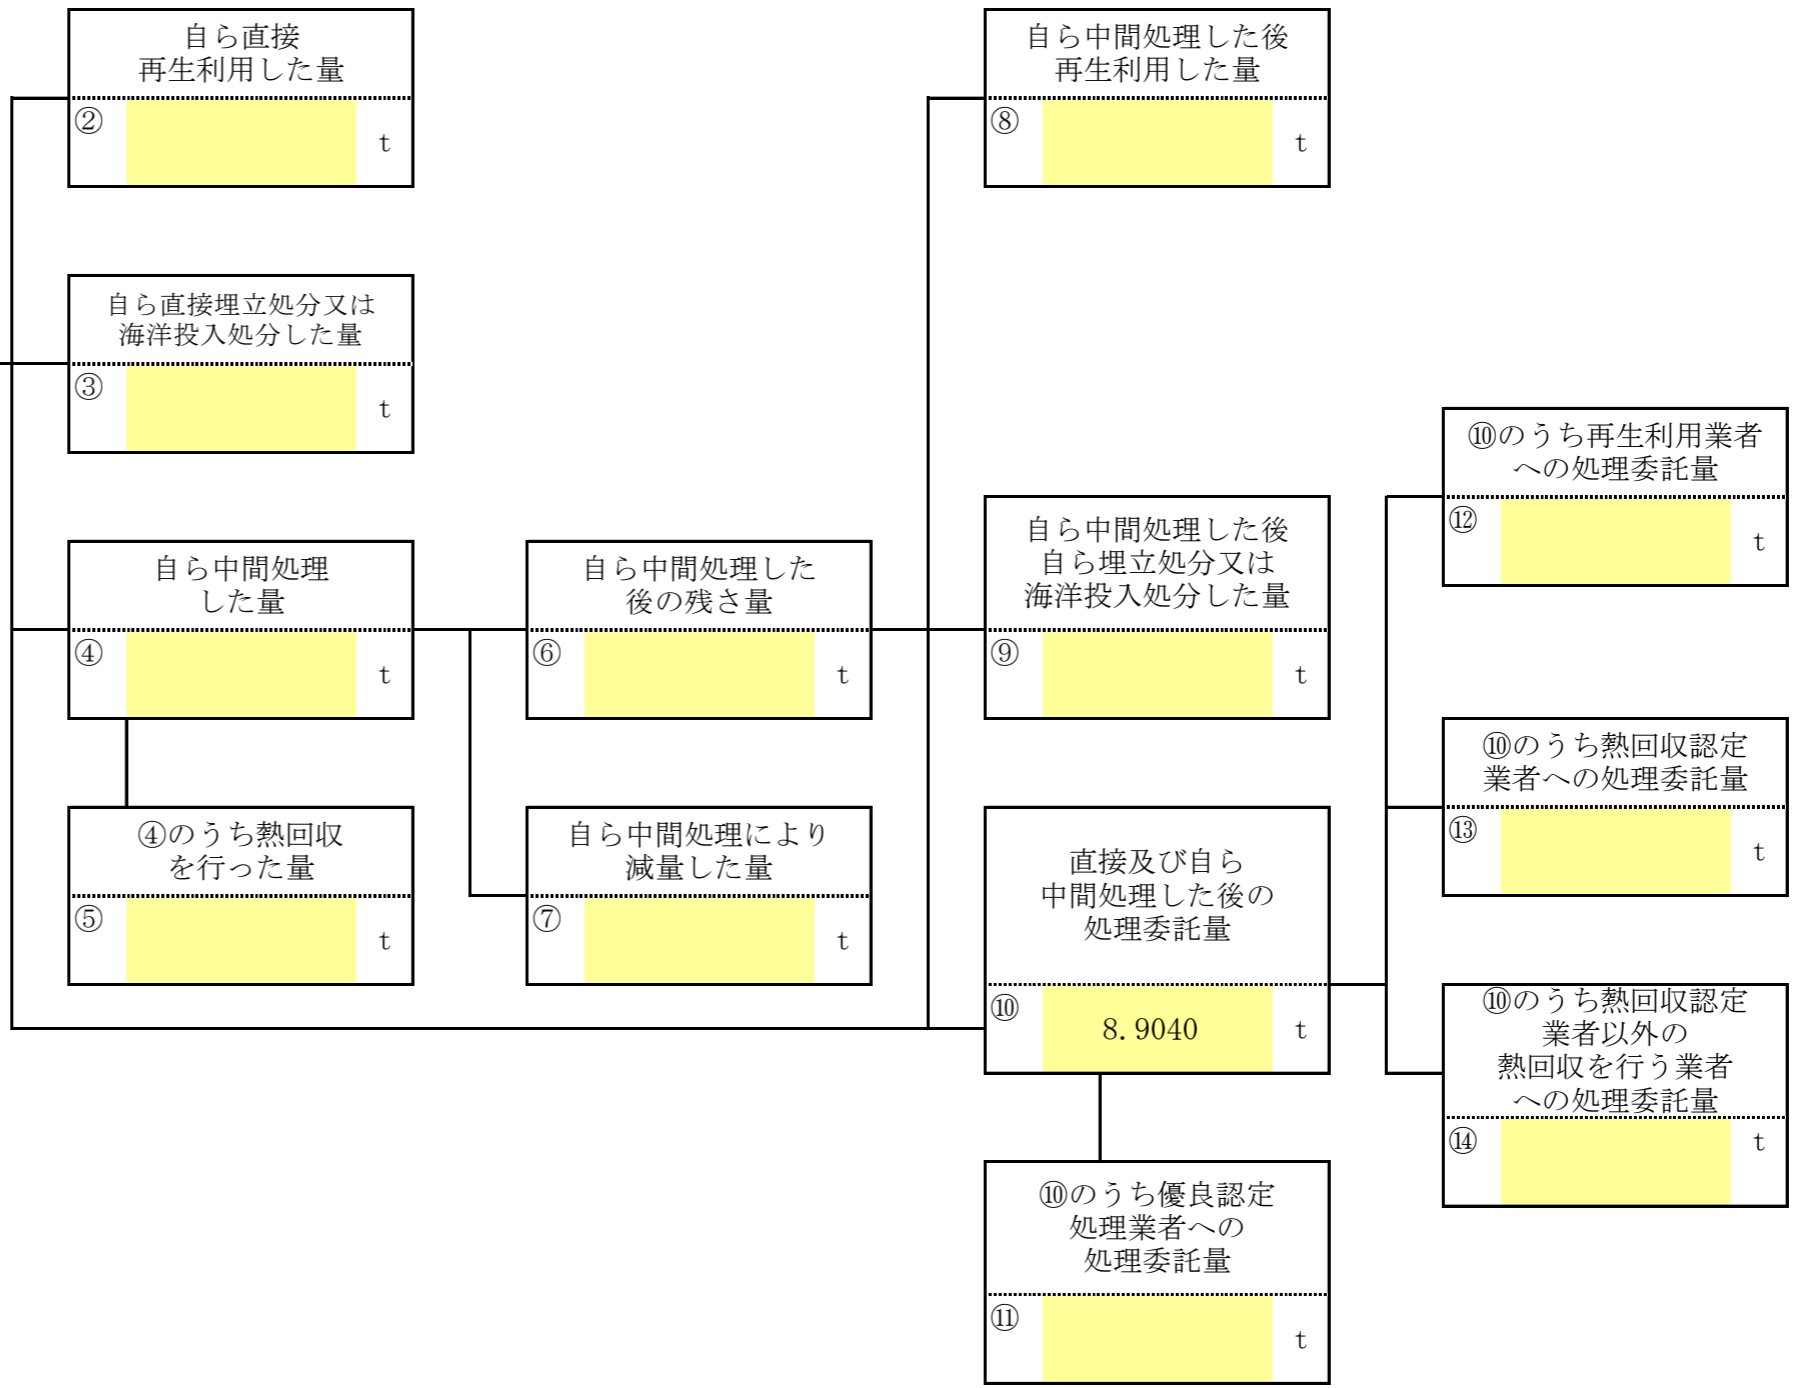 自ら直接
再生利用した量
②
t
自ら中間処理した後
再生利用した量
⑧
t
自ら直接埋立処分又は
海洋投入処分した量
③
t
⑩のうち再生利用業者
への処理委託量
⑫
t
自ら中間処理
した量
④
t
自ら中間処理した
後の残さ量
⑥
t
自ら中間処理した後
自ら埋立処分又は
海洋投入処分した量
⑨
t
⑩のうち熱回収認定
業者への処理委託量
⑬
t
④のうち熱回収
を行った量
⑤
t
自ら中間処理により
減量した量
⑦
t
直接及び自ら
中間処理した後の
処理委託量
⑩ 8.9040 t
⑩のうち熱回収認定
業者以外の
熱回収を行う業者
への処理委託量
⑭
t
⑩のうち優良認定
処理業者への
処理委託量
⑪
t